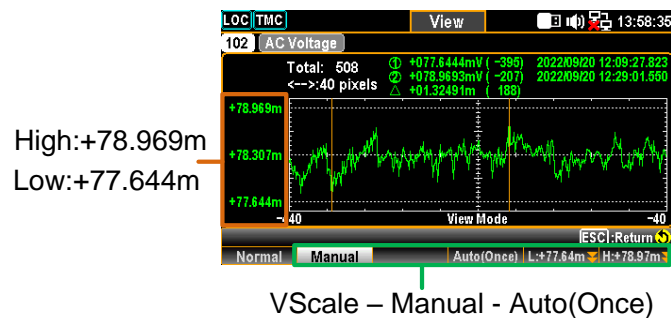 LOC TMC View 13:58:35
102 AC Voltage
Total: 508 ① +077.6444mV ( -395) 2022/09/20 12:09:27.823
<-->:40 pixels ② +078.9693mV ( -207) 2022/09/20 12:29:01.550
△ +01.32491m ( 188)
+78.969m
High:+78.969m
+78.307m
Low:+77.644m
+77.644m
-440 View Mode -40
ESC:Return
Normal Manual Auto(Once) L:+77.64m H:+78.97m
VScale – Manual - Auto(Once)